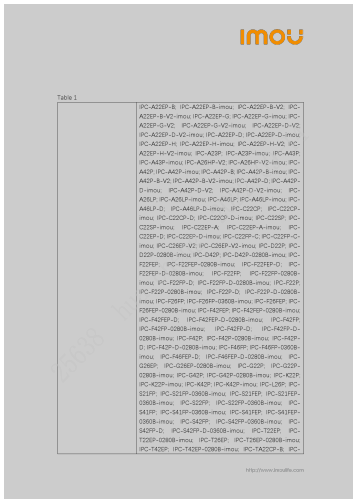 imou
Table 1
IPC-A22EP-B; IPC-A22EP-B-imou; IPC-A22EP-B-V2; IPC-
A22EP-B-V2-imou; IPC-A22EP-G; IPC-A22EP-G-imou; IPC-
A22EP-G-V2; IPC-A22EP-G-V2-imou; IPC-A22EP-D-V2;
IPC-A22EP-D-V2-imou; IPC-A22EP-D; IPC-A22EP-D-imou;
IPC-A22EP-H; IPC-A22EP-H-imou; IPC-A22EP-H-V2; IPC-
A22EP-H-V2-imou; IPC-A23P; IPC-A23P-imou; IPC-A43P;
IPC-A43P-imou; IPC-A26HP-V2; IPC-A26HP-V2-imou; IPC-
A42P; IPC-A42P-imou; IPC-A42P-B; IPC-A42P-B-imou; IPC-
A42P-B-V2; IPC-A42P-B-V2-imou; IPC-A42P-D; IPC-A42P-
D-imou; IPC-A42P-D-V2; IPC-A42P-D-V2-imou; IPC-
A26LP; IPC-A26LP-imou; IPC-A46LP; IPC-A46LP-imou; IPC-
A46LP-D; IPC-A46LP-D-imou; IPC-C22CP; IPC-C22CP-
imou; IPC-C22CP-D; IPC-C22CP-D-imou; IPC-C22SP; IPC-
C22SP-imou; IPC-C22EP-A; IPC-C22EP-A-imou; IPC-
C22EP-D; IPC-C22EP-D-imou; IPC-C22FP-C; IPC-C22FP-C-
imou; IPC-C26EP-V2; IPC-C26EP-V2-imou; IPC-D22P; IPC-
D22P-0280B-imou; IPC-D42P; IPC-D42P-0280B-imou; IPC-
F22FEP; IPC-F22FEP-0280B-imou; IPC-F22FEP-D; IPC-
F22FEP-D-0280B-imou; IPC-F22FP; IPC-F22FP-0280B-
imou; IPC-F22FP-D; IPC-F22FP-D-0280B-imou; IPC-F22P;
IPC-F22P-0280B-imou; IPC-F22P-D; IPC-F22P-D-0280B-
imou; IPC-F26FP; IPC-F26FP-0360B-imou; IPC-F26FEP; IPC-
F26FEP-0280B-imou; IPC-F42FEP; IPC-F42FEP-0280B-
imou; IPC-F42FEP-D; IPC-F42FEP-D-0280B-imou; IPC-F42FP;
IPC-F42FP-0280B-imou; IPC-F42FP-D; IPC-F42FP-D-
0280B-imou; IPC-F42P; IPC-F42P-0280B-imou; IPC-F42P-
D; IPC-F42P-D-0280B-imou; IPC-F46FP; IPC-F46FP-0360B-
imou; IPC-F46FEP-D; IPC-F46FEP-D-0280B-imou; IPC-
G26EP; IPC-G26EP-0280B-imou; IPC-G22P; IPC-G22P-
0280B-imou; IPC-G42P; IPC-G42P-0280B-imou; IPC-K22P;
IPC-K22P-imou; IPC-K42P; IPC-K42P-imou; IPC-L26P; IPC-
S21FP; IPC-S21FP-0360B-imou; IPC-S21FEP; IPC-S21FEP-
0360B-imou; IPC-S22FP; IPC-S22FP-0360B-imou; IPC-
S41FP; IPC-S41FP-0360B-imou; IPC-S41FEP; IPC-S41FEP-
0360B-imou; IPC-S42FP; IPC-S42FP-0360B-imou; IPC-
S42FP-D; IPC-S42FP-D-0360B-imou; IPC-T22EP; IPC-
T22EP-0280B-imou; IPC-T26EP; IPC-T26EP-0280B-imou;
IPC-T42EP; IPC-T42EP-0280B-imou; IPC-TA22CP-B; IPC-
http://www.imoulife.com